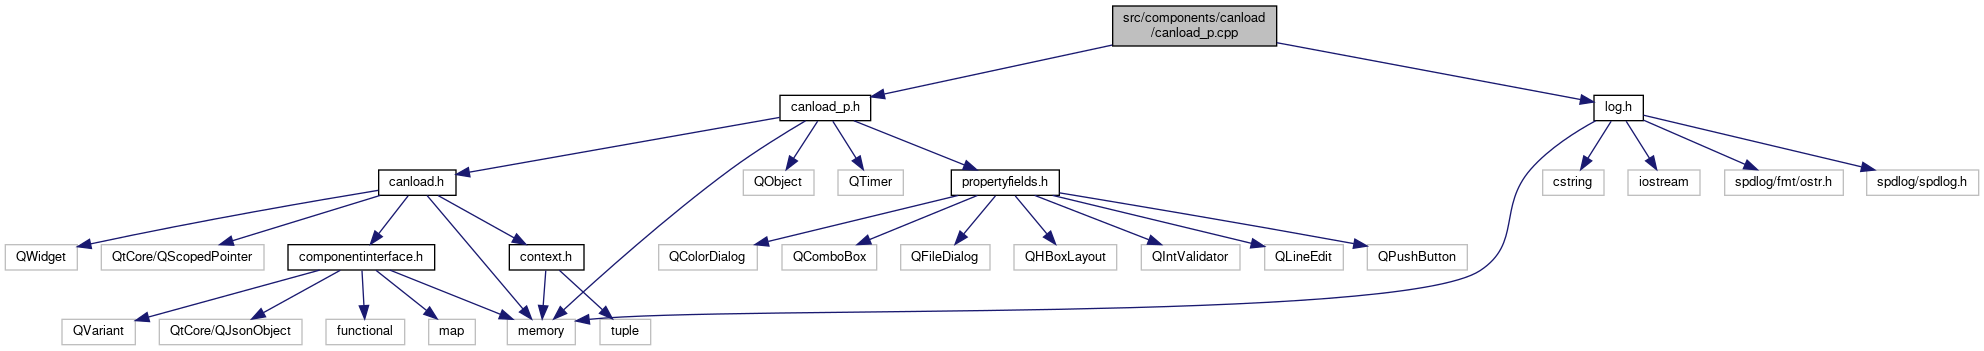 src/components/canload
/canload_p.cpp
canload_p.h
log.h
canload.h
QObject
QTimer
propertyfields.h
cstring
iostream
spdlog/fmt/ostr.h
spdlog/spdlog.h
QWidget
QtCore/QScopedPointer
componentinterface.h
context.h
QColorDialog
QComboBox
QFileDialog
QHBoxLayout
QIntValidator
QLineEdit
QPushButton
QVariant
QtCore/QJsonObject
functional
map
memory
tuple